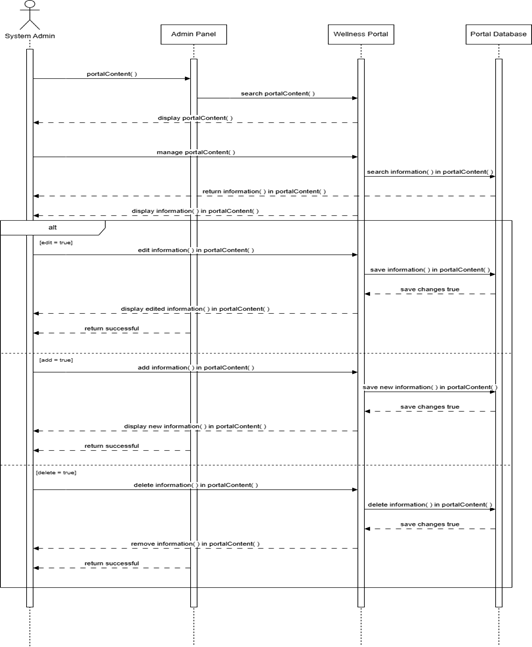 System Admin
Admin Panel
Wellness Portal
Portal Database
portalContent( )
search portalContent( )
display portalContent( )
manage portalContent( )
search information( ) in portalContent( )
return information( ) in portalContent( )
display information( ) in portalContent( )
alt
[edit = true]
edit information( ) in portalContent( )
save information( ) in portalContent( )
save changes true
display edited information( ) in portalContent( )
return successful
[add = true]
add information( ) in portalContent( )
save new information( ) in portalContent( )
save changes true
display new information( ) in portalContent( )
return successful
[delete = true]
delete information( ) in portalContent( )
delete information( ) in portalContent( )
save changes true
remove information( ) in portalContent( )
return successful